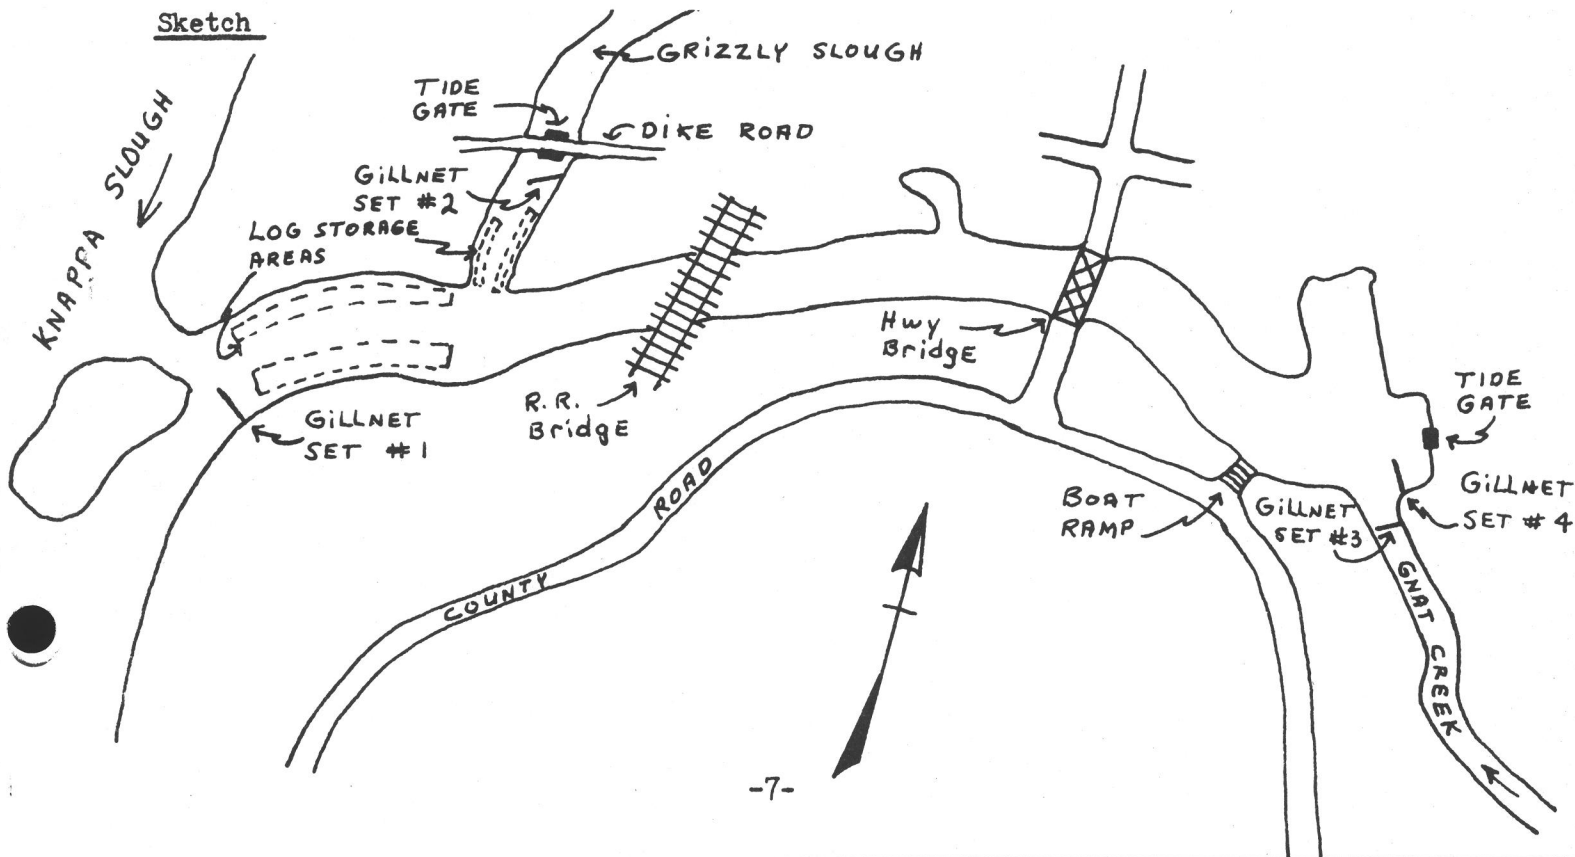 Sketch
GRIZZLY SLOUGH
TIDE
GATE
DIKE ROAD
KNAPPA SLOUGH
GILLNET
SET #2
LOG STORAGE
AREAS
Hwy
Bridge
TIDE
GATE
R.R.
Bridge
GILLNET
SET #1
COUNTY ROAD
BOAT
RAMP
GILLNET
SET #3
GILLNET
SET #4
GNAT CREEK
-7-